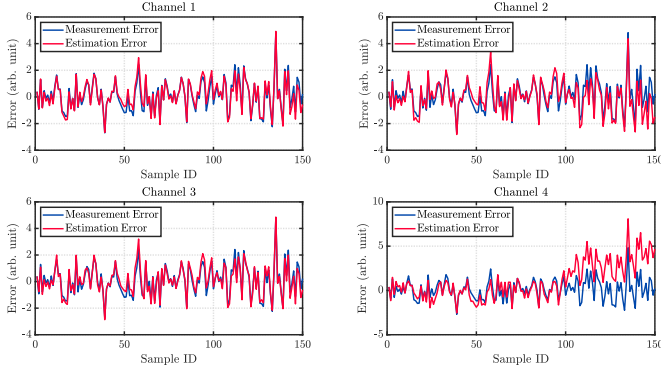 Channel 1
Error (arb. unit)
6
4
2
0
-2
-4
Measurement Error
Estimation Error
0 50 100 150
Sample ID
Channel 2
Error (arb. unit)
6
4
2
0
-2
-4
Measurement Error
Estimation Error
0 50 100 150
Sample ID
Channel 3
Error (arb. unit)
6
4
2
0
-2
-4
Measurement Error
Estimation Error
0 50 100 150
Sample ID
Channel 4
Error (arb. unit)
10
5
0
-5
Measurement Error
Estimation Error
0 50 100 150
Sample ID